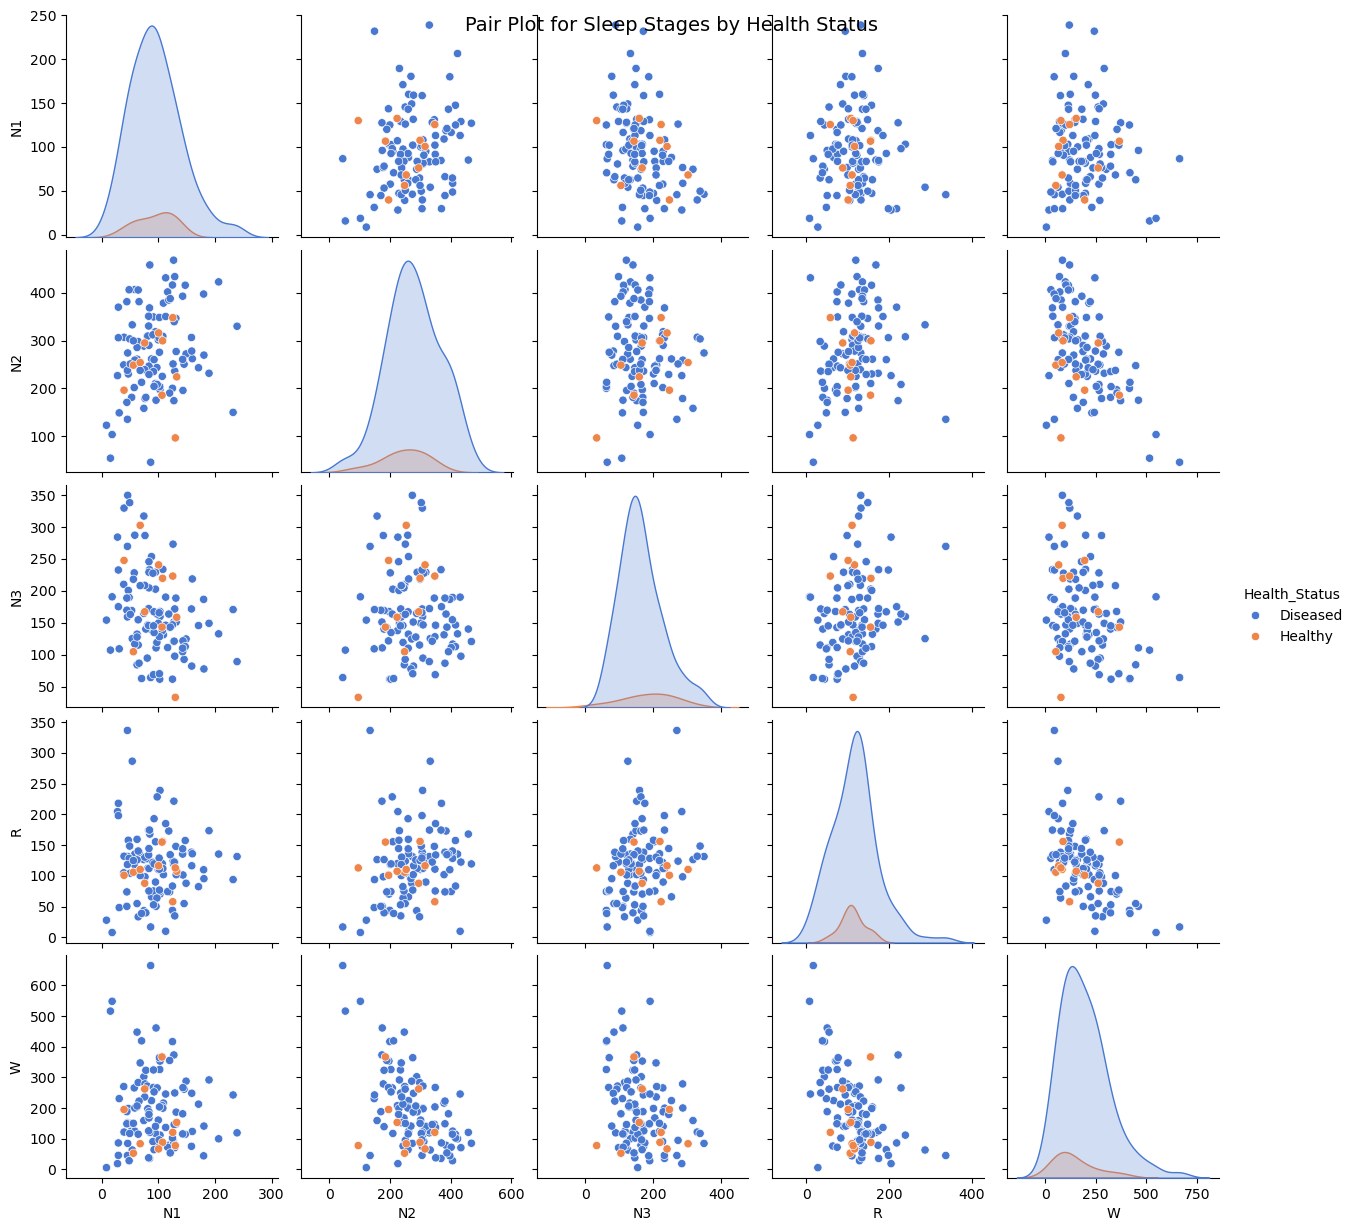 Pair Plot for Sleep Stages by Health Status
250
200
150
100
50
0
N1
400
300
200
100
N2
350
300
250
200
150
100
50
N3
Health_Status
Diseased
Healthy
350
300
250
200
150
100
50
0
R
600
500
400
300
200
100
0
W
0 100 200 300
0 200 400 600
0 200 400
0 200 400
0 250 500 750
N1 N2 N3 R W